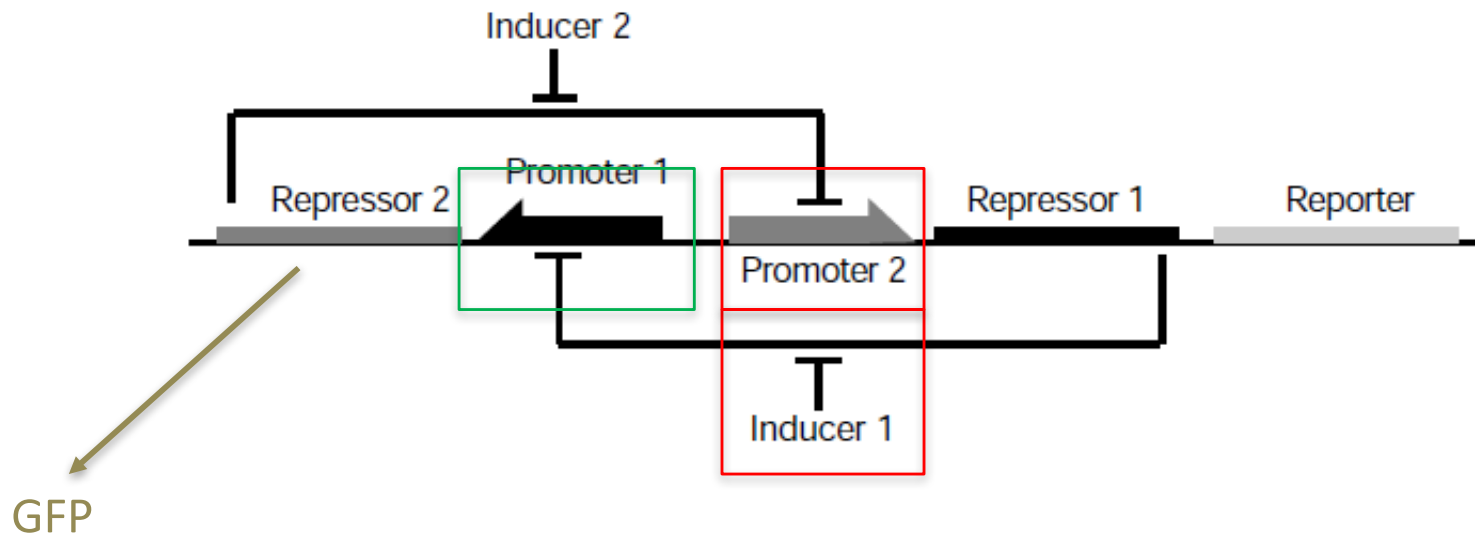 Inducer 2
Promoter 1
Repressor 2
Repressor 1
Reporter
Promoter 2
Inducer 1
GFP